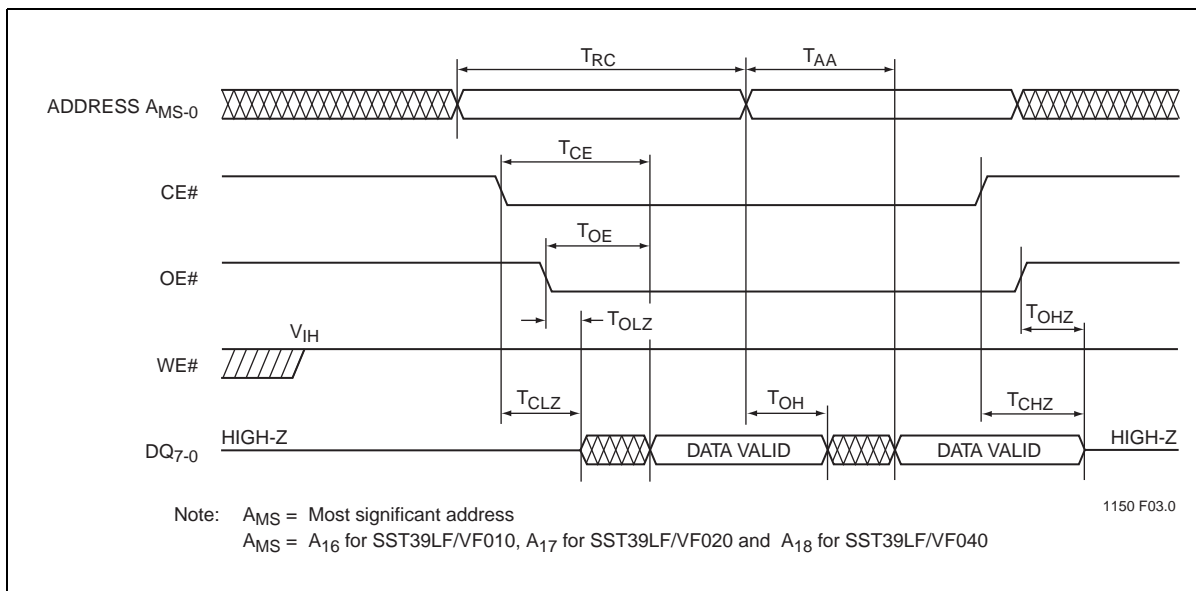 TRC
TAA
ADDRESS AMS-0
TCE
CE#
TOE
OE#
TOLZ
TOHZ
VIH
WE#
TCLZ
TOH
TCHZ
HIGH-Z
HIGH-Z
DQ7-0
DATA VALID
DATA VALID
1150 F03.0
Note: AMS = Most significant address
AMS = A16 for SST39LF/VF010, A17 for SST39LF/VF020 and A18 for SST39LF/VF040